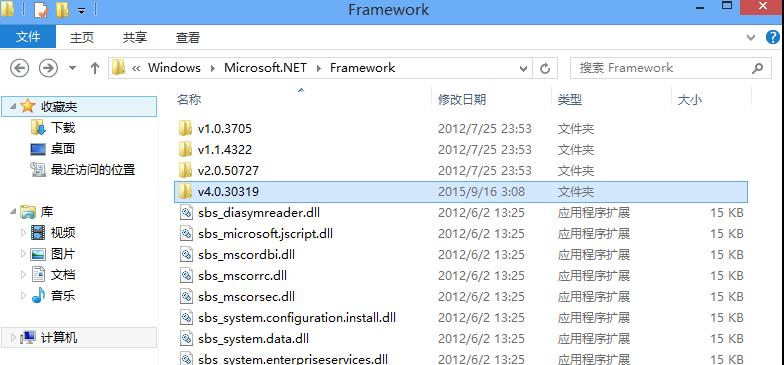 Framework
文件 主页 共享 查看
« Windows Microsoft.NET Framework 搜索 Framework
名称 修改日期 类型 大小
收藏夹
下载
桌面
最近访问的位置
库
视频
图片
文档
音乐
计算机
v1.0.3705 2012/7/25 23:53 文件夹
v1.1.4322 2012/7/25 23:53 文件夹
v2.0.50727 2012/7/25 23:53 文件夹
v4.0.30319 2015/9/16 3:08 文件夹
sbs_diasymreader.dll 2012/6/2 13:25 应用程序扩展 15 KB
sbs_microsoft.jscript.dll 2012/6/2 13:25 应用程序扩展 15 KB
sbs_mscordbi.dll 2012/6/2 13:25 应用程序扩展 15 KB
sbs_mscorrc.dll 2012/6/2 13:25 应用程序扩展 15 KB
sbs_mscorsec.dll 2012/6/2 13:25 应用程序扩展 15 KB
sbs_system.configuration.install.dll 2012/6/2 13:25 应用程序扩展 15 KB
sbs_system.data.dll 2012/6/2 13:25 应用程序扩展 15 KB
sbs_system.enterpriseservices.dll 2012/6/2 13:25 应用程序扩展 15 KB